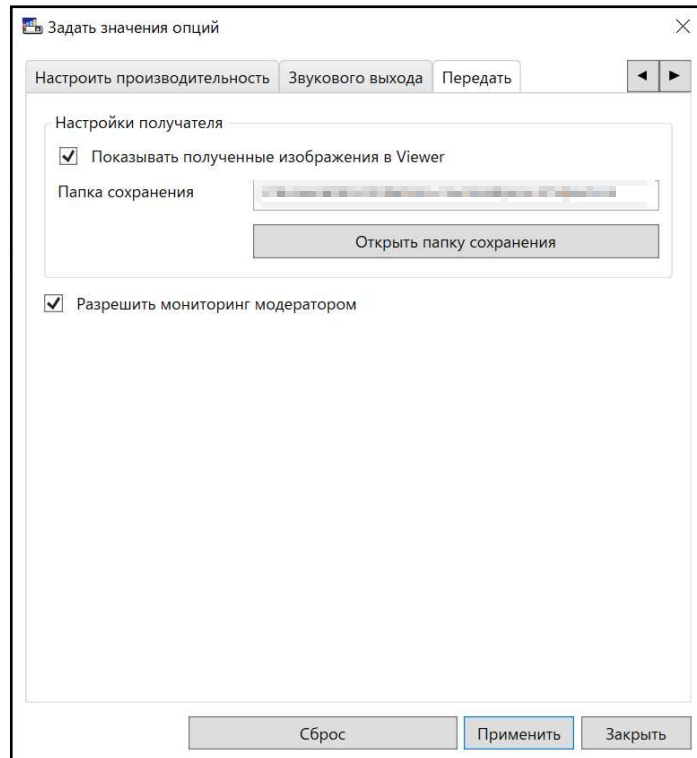 Задать значения опций
Настроить производительность Звукового выхода Передать
Настройки получателя
Показывать полученные изображения в Viewer
Папка сохранения
Открыть папку сохранения
Разрешить мониторинг модератором
Сброс Применить Закрыть